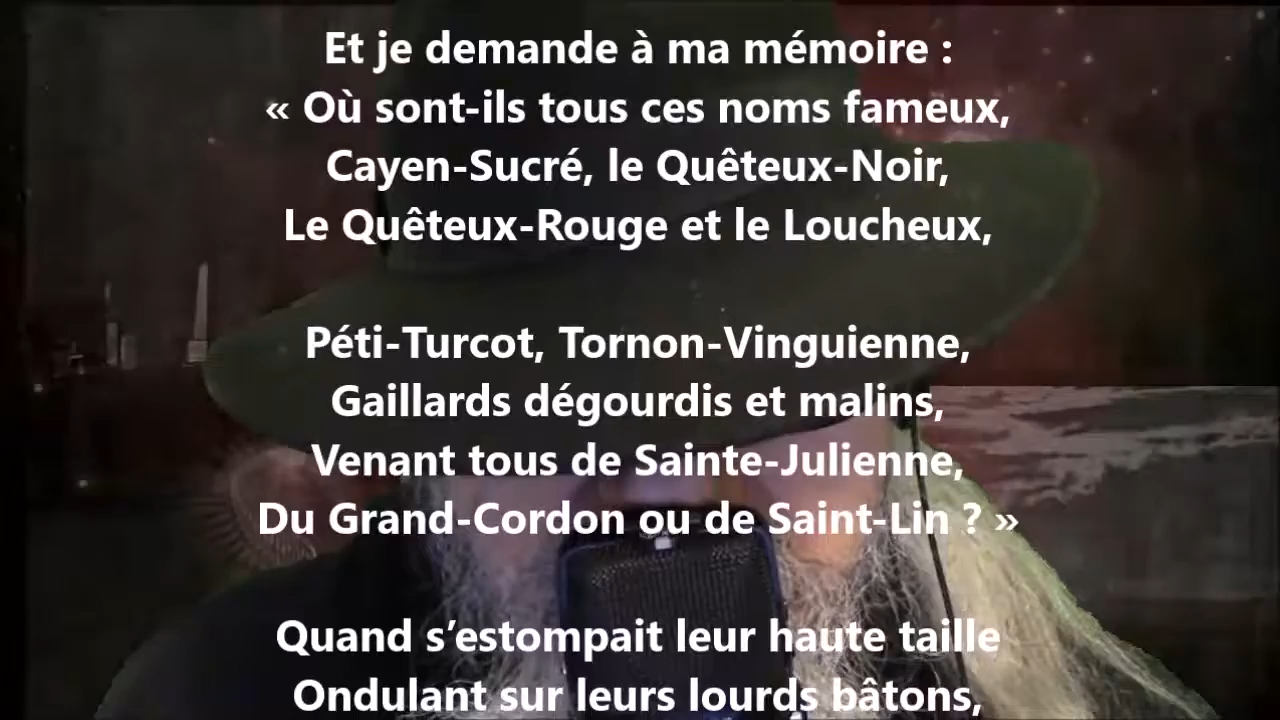 Et je demande à ma mémoire :
« Où sont-ils tous ces noms fameux,
Cayen-Sucré, le Quêteux-Noir,
Le Quêteux-Rouge et le Loucheux,
Péti-Turcot, Tornon-Vinguienne,
Gaillards dégourdis et malins,
Venant tous de Sainte-Julienne,
Du Grand-Cordon ou de Saint-Lin ? »
Quand s’estompait leur haute taille
Ondulant sur leurs lourds bâtons,